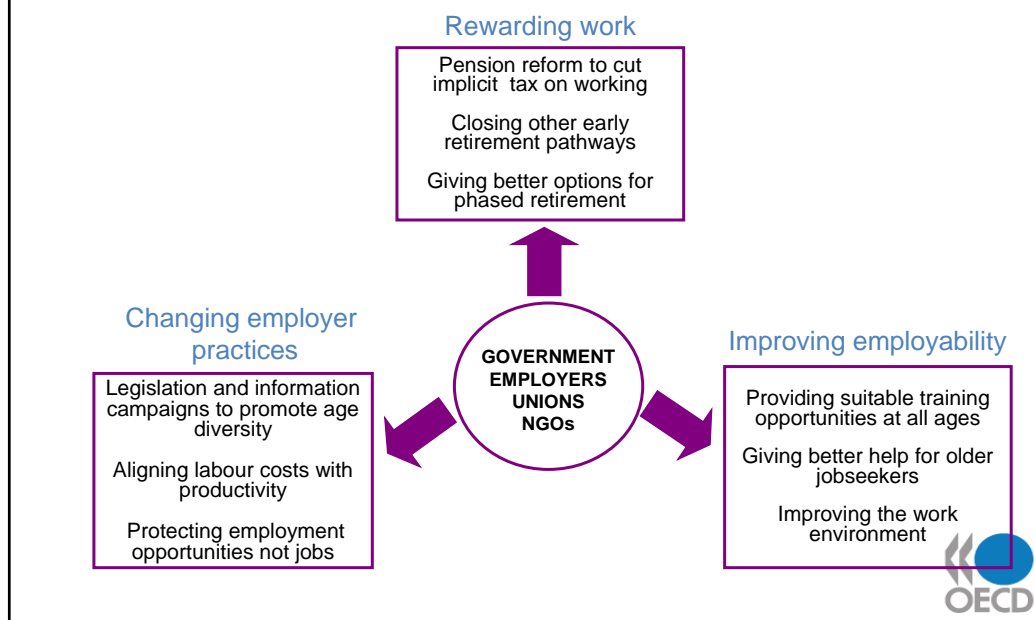 Rewarding work
Pension reform to cut
implicit tax on working
Closing other early
retirement pathways
Giving better options for
phased retirement
Changing employer
practices
Legislation and information
campaigns to promote age
diversity
Aligning labour costs with
productivity
Protecting employment
opportunities not jobs
GOVERNMENT
EMPLOYERS
UNIONS
NGOs
Improving employability
Providing suitable training
opportunities at all ages
Giving better help for older
jobseekers
Improving the work
environment
OECD